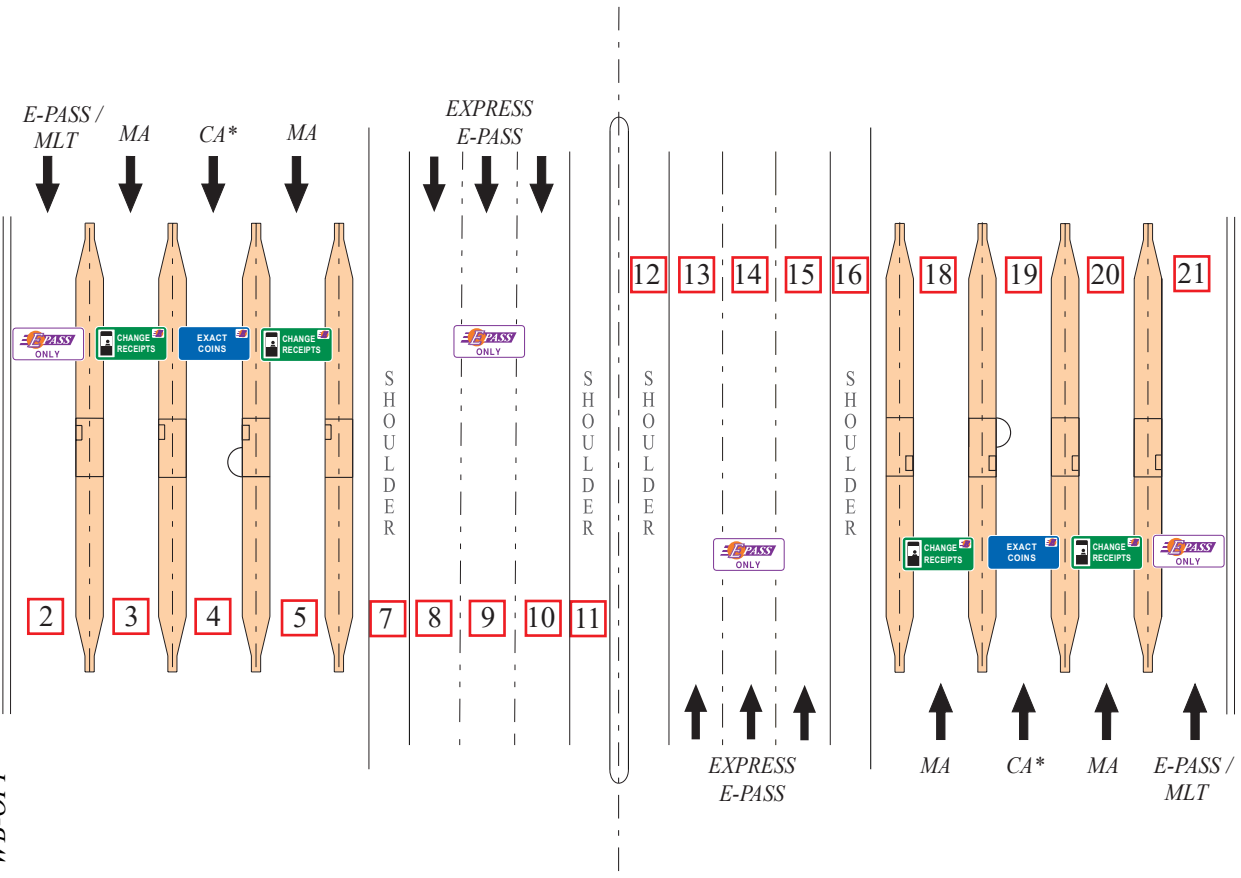 E-PASS /
MLT
MA
CA*
MA
EXPRESS
E-PASS
12
13
14
15
16
18
19
20
21
E-PASS
ONLY
CHANGE
RECEIPTS
EXACT
COINS
CHANGE
RECEIPTS
E-PASS
ONLY
SHOULDER
SHOULDER
SHOULDER
SHOULDER
E-PASS
ONLY
CHANGE
RECEIPTS
EXACT
COINS
CHANGE
RECEIPTS
E-PASS
ONLY
2
3
4
5
7
8
9
10
11
EXPRESS
E-PASS
MA
CA*
MA
E-PASS /
MLT